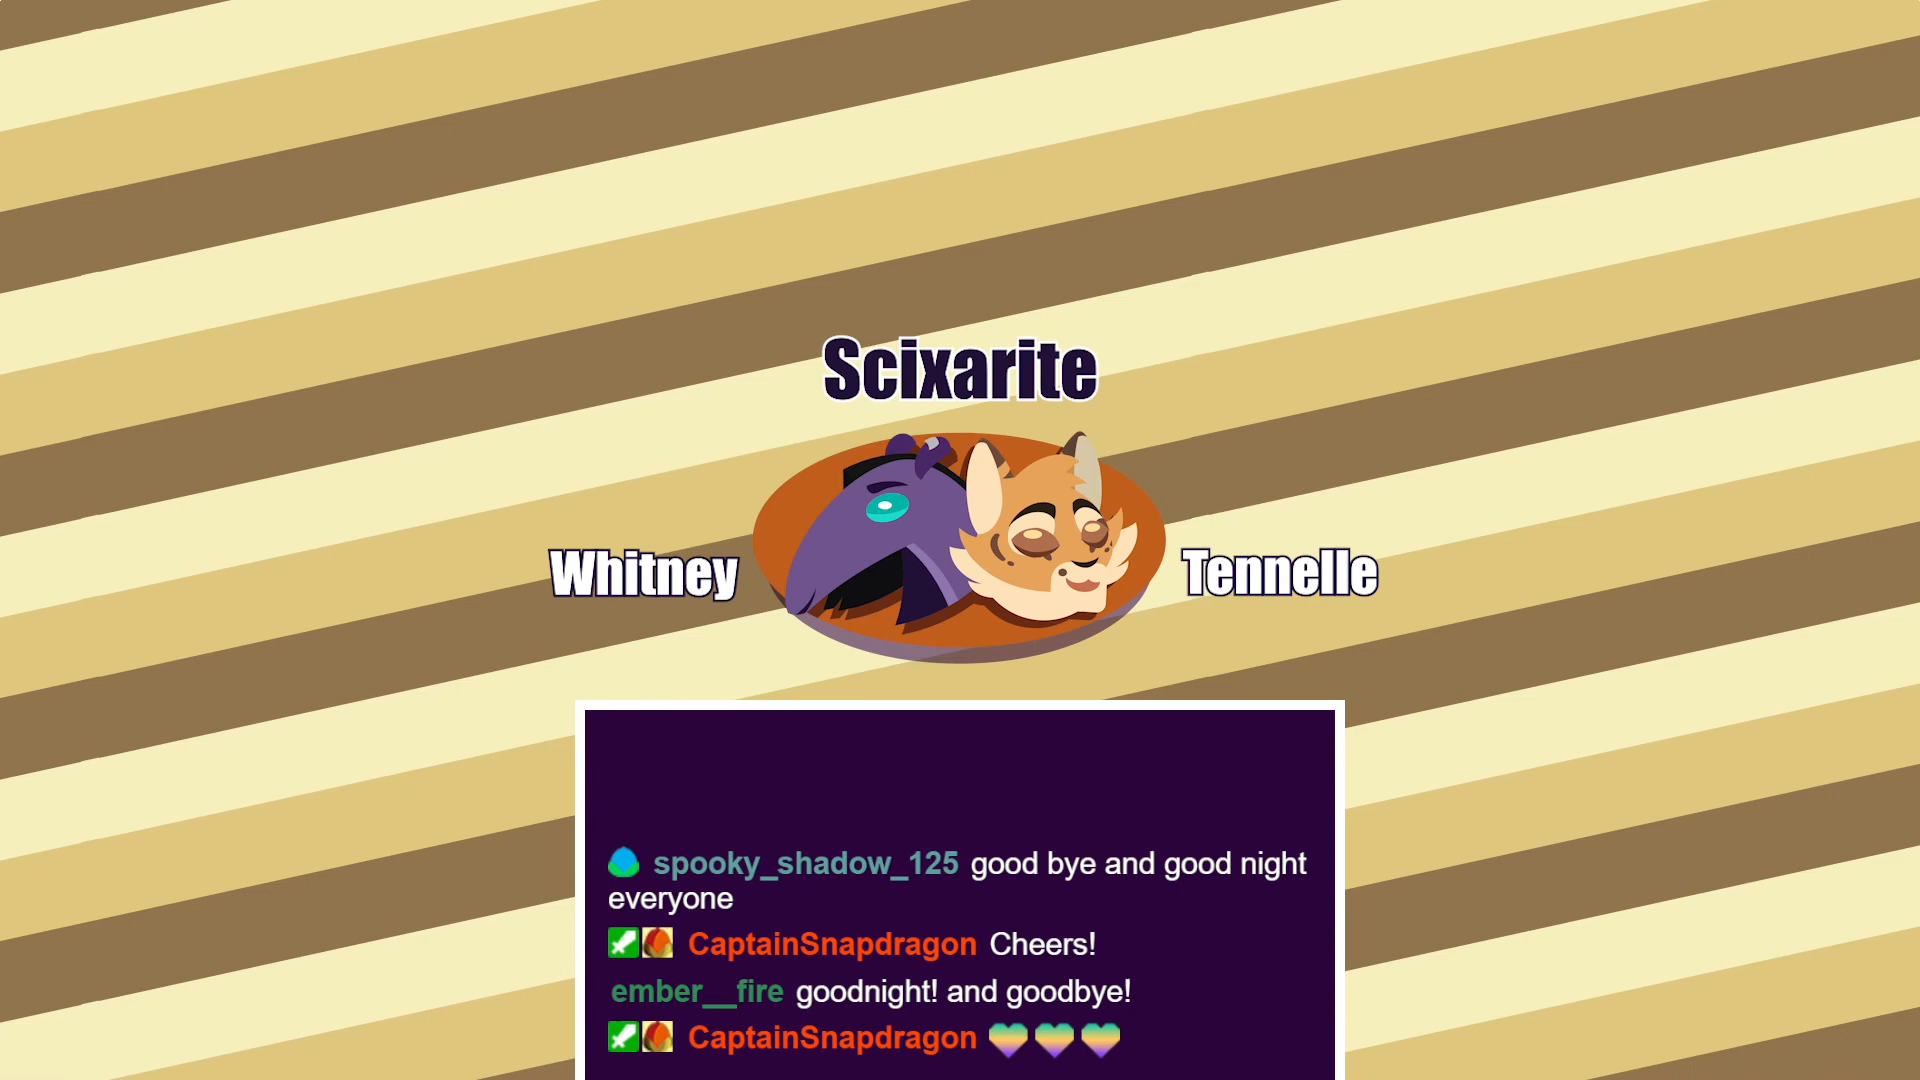 Scixarite
Whitney
Tennelle
spooky_shadow_125 good bye and good night
everyone
CaptainSnapdragon Cheers!
ember__fire goodnight! and goodbye!
CaptainSnapdragon